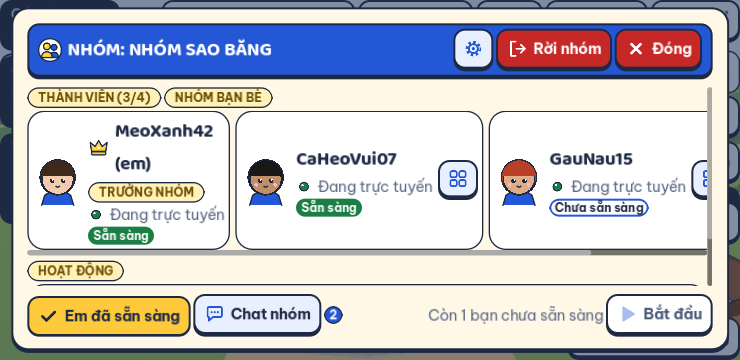 NHÓM: NHÓM SAO BĂNG
Rời nhóm
Đóng
THÀNH VIÊN (3/4)
NHÓM BẠN BÈ
MeoXanh42
(em)
TRƯỞNG NHÓM
Đang trực tuyến
Sẵn sàng
CaHeoVui07
Đang trực tuyến
Sẵn sàng
GauNau15
Đang trực tuyến
Chưa sẵn sàng
HOẠT ĐỘNG
Em đã sẵn sàng
Chat nhóm
2
Còn 1 bạn chưa sẵn sàng
Bắt đầu